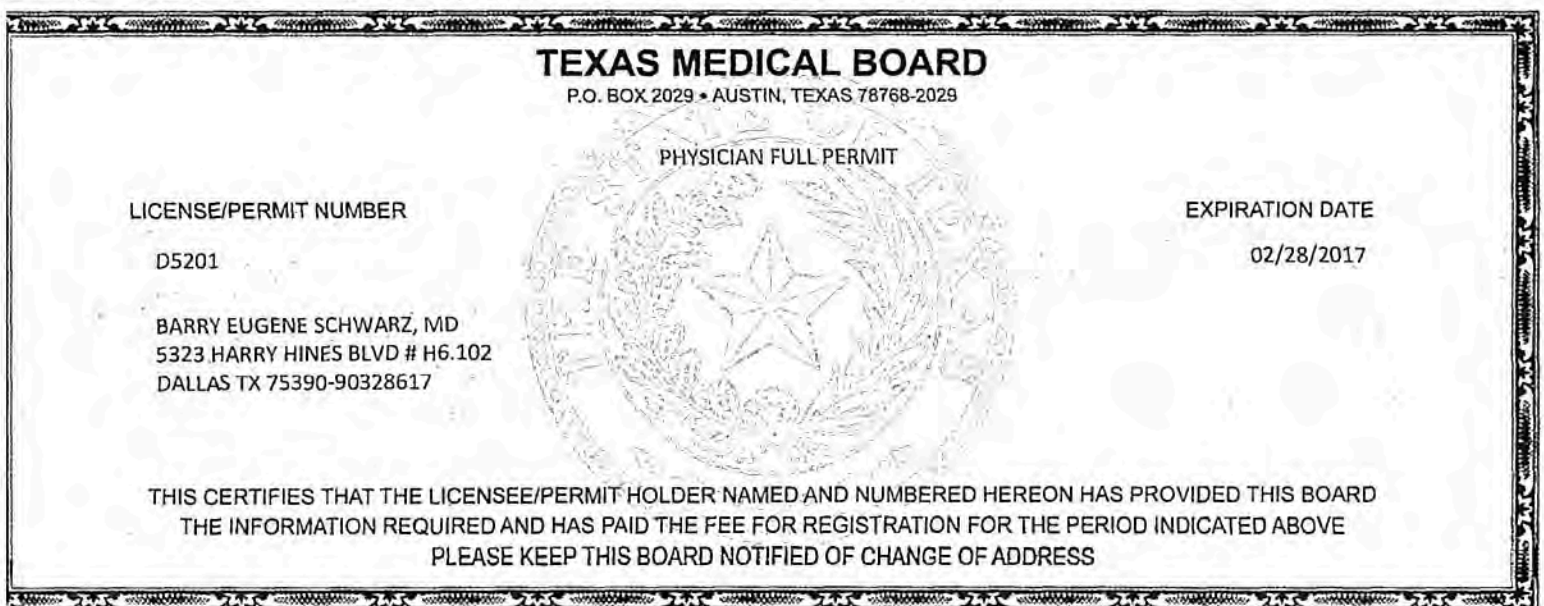 TEXAS MEDICAL BOARD
P.O. BOX 2029 • AUSTIN, TEXAS 78768-2029
PHYSICIAN FULL PERMIT
LICENSE/PERMIT NUMBER
EXPIRATION DATE
D5201
02/28/2017
BARRY EUGENE SCHWARZ, MD
5323 HARRY HINES BLVD # H6.102
DALLAS TX 75390-90328617
THIS CERTIFIES THAT THE LICENSEE/PERMIT HOLDER NAMED AND NUMBERED HEREON HAS PROVIDED THIS BOARD
THE INFORMATION REQUIRED AND HAS PAID THE FEE FOR REGISTRATION FOR THE PERIOD INDICATED ABOVE
PLEASE KEEP THIS BOARD NOTIFIED OF CHANGE OF ADDRESS